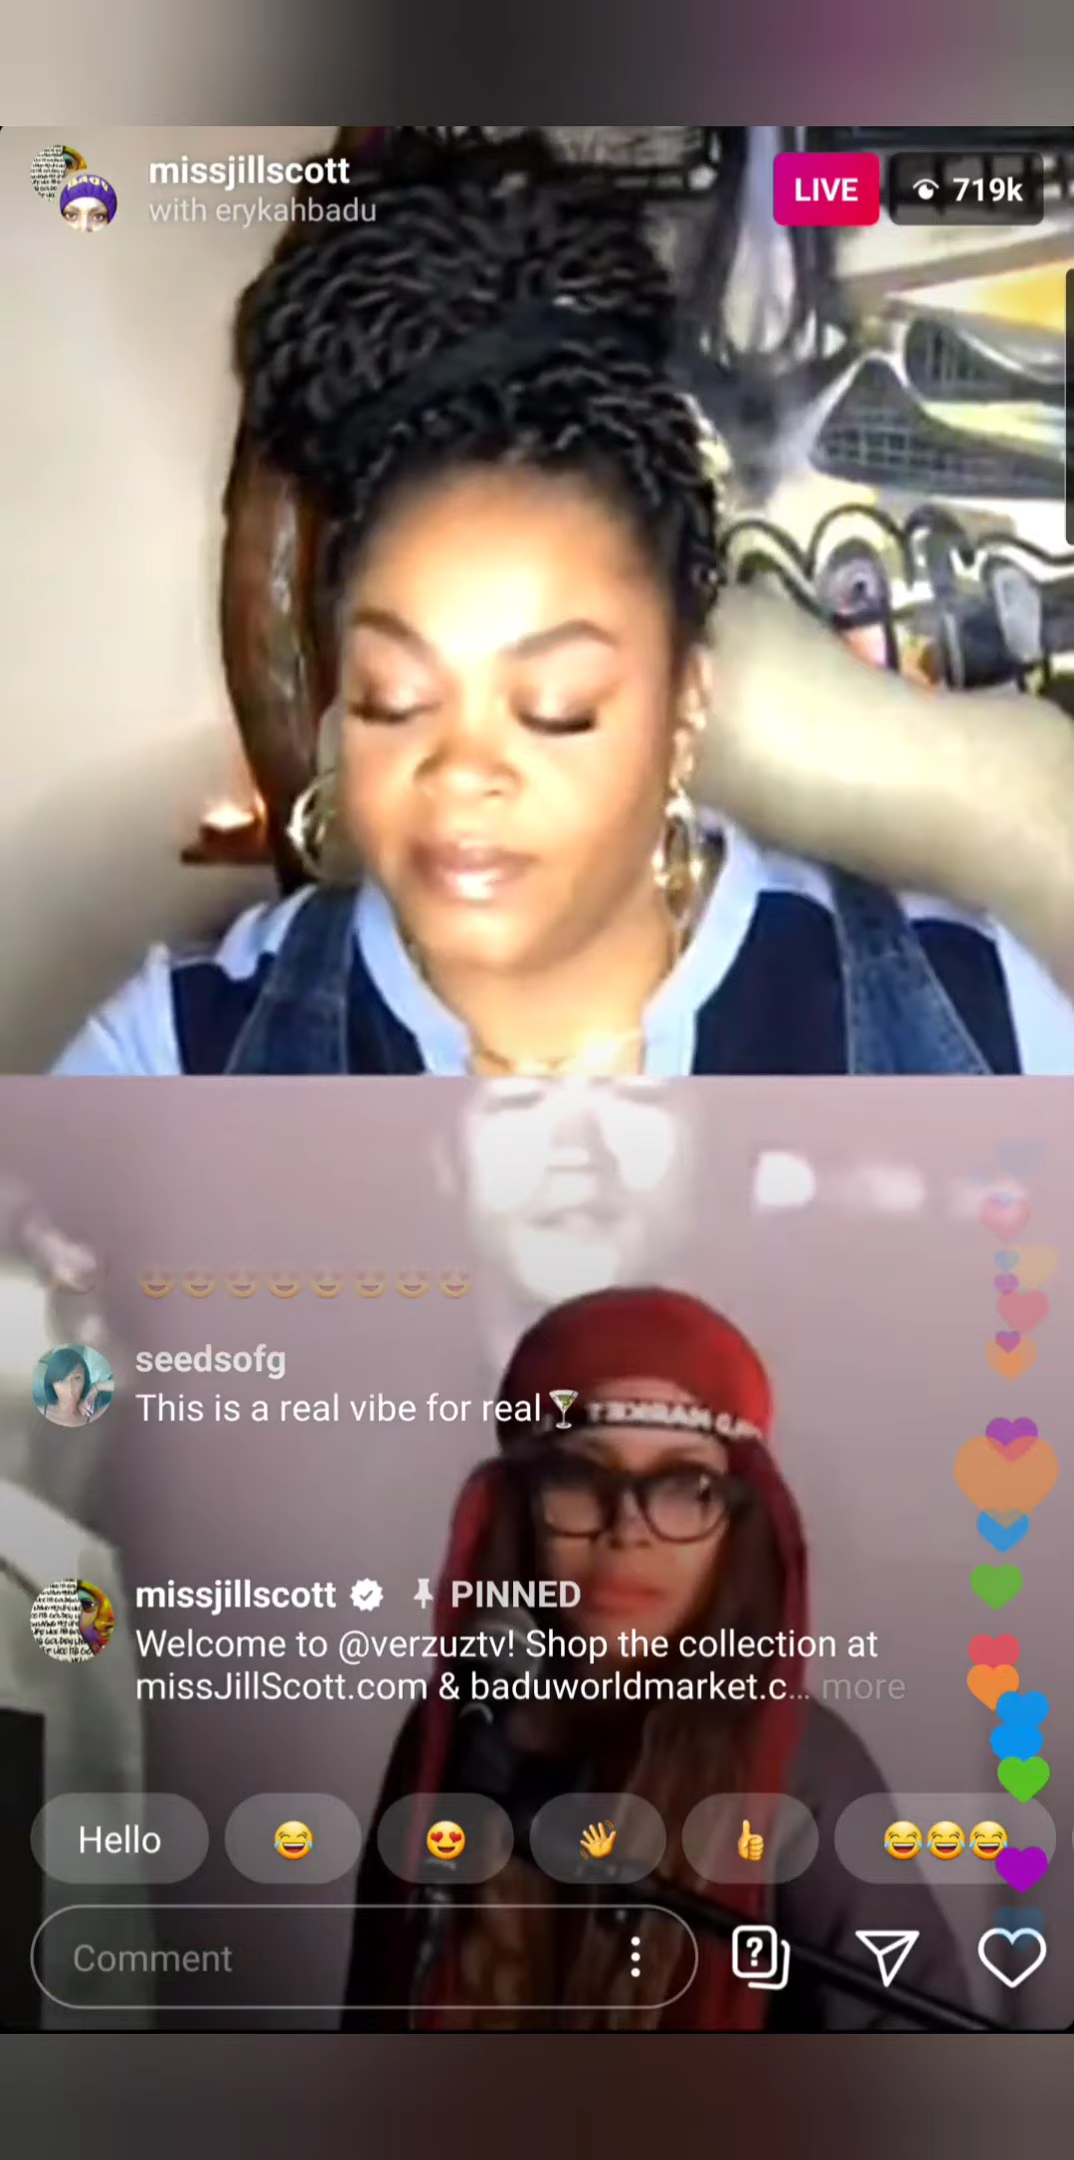 missjillscott
with erykahbadu
LIVE
719k
😍😍😍😍😍😍😍😍
seedsofg
This is a real vibe for real🍸
missjillscott PINNED
Welcome to @verzuztv! Shop the collection at
missJillScott.com & baduworldmarket.c... more
Hello
😂
😍
👋
👍
😂😂😂
Comment